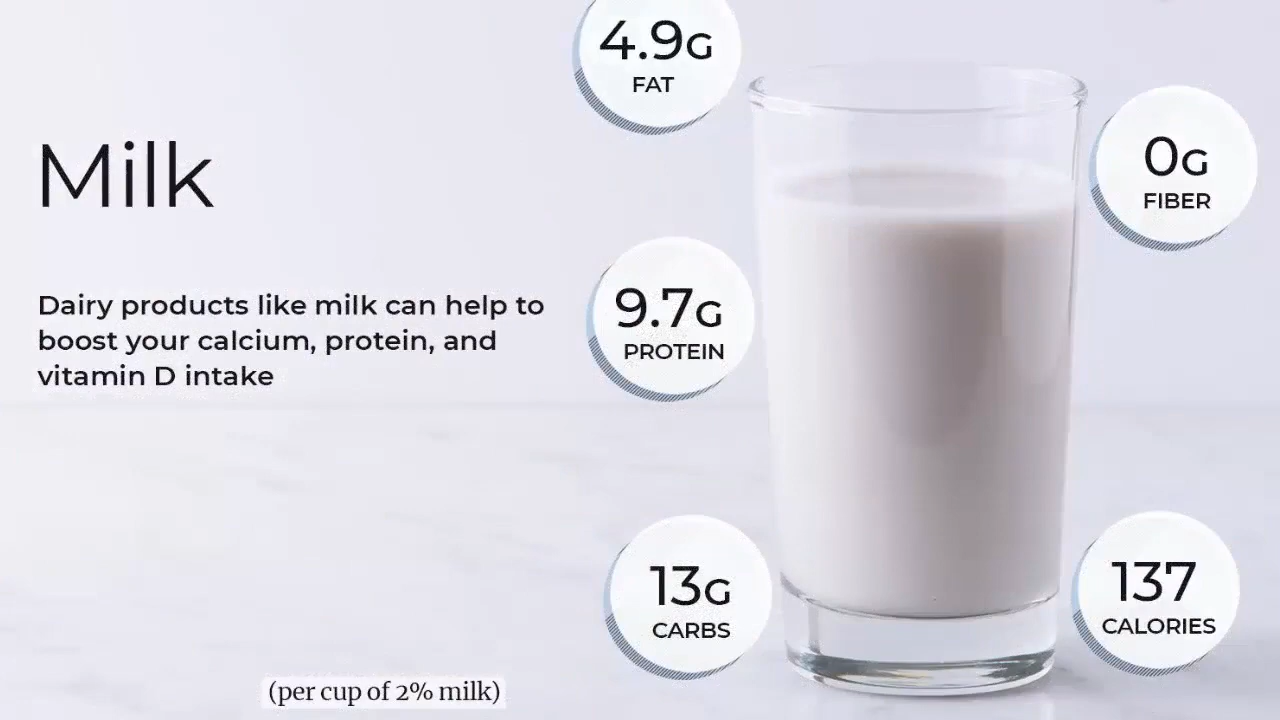 Milk
Dairy products like milk can help to
boost your calcium, protein, and
vitamin D intake
4.9G
FAT
0G
FIBER
9.7G
PROTEIN
13G
CARBS
137
CALORIES
(per cup of 2% milk)